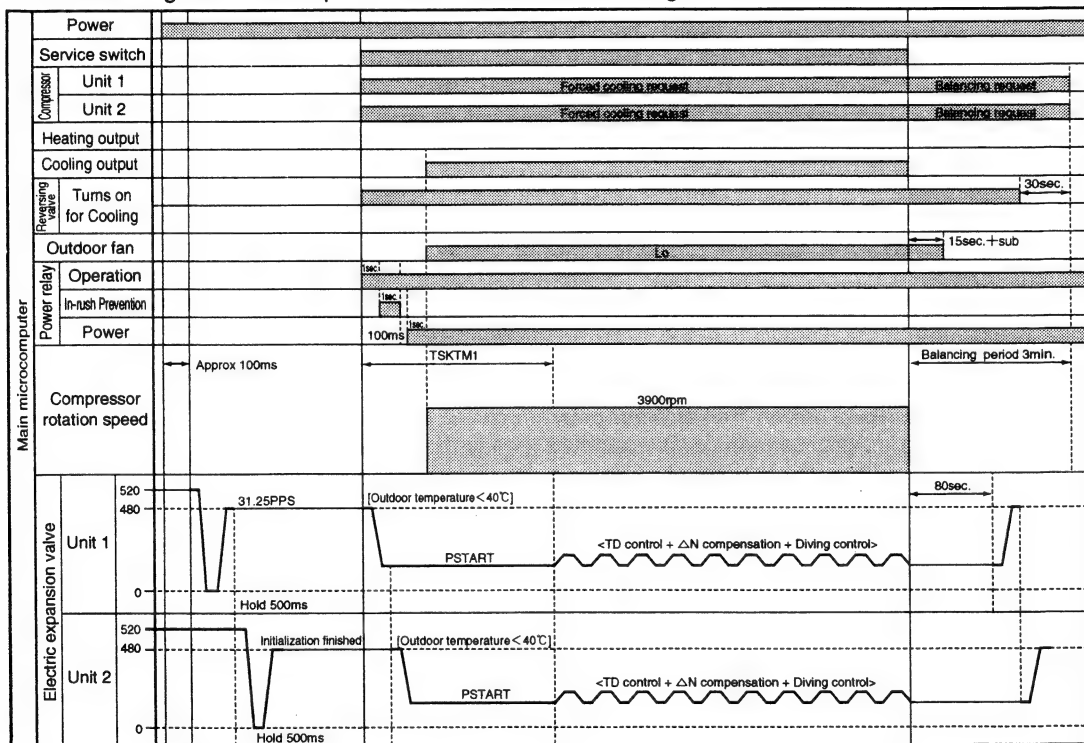 Power
Service switch
Compressor
Unit 1
Forced cooling request
Balancing request
Unit 2
Forced cooling request
Balancing request
Heating output
Cooling output
Reversing valve
Turns on for Cooling
30sec.
Outdoor fan
Lo
15sec.+sub
Main microcomputer
Power relay
Operation
1sec.
In-rush Prevention
1sec.
Power
100ms
1sec.
Approx 100ms
TSKTM1
Balancing period 3min.
Compressor rotation speed
3900rpm
Electric expansion valve
Unit 1
520
480
0
31.25PPS
Hold 500ms
[Outdoor temperature<40℃]
PSTART
<TD control + △N compensation + Diving control>
80sec.
Unit 2
520
480
0
Initialization finished
Hold 500ms
[Outdoor temperature<40℃]
PSTART
<TD control + △N compensation + Diving control>